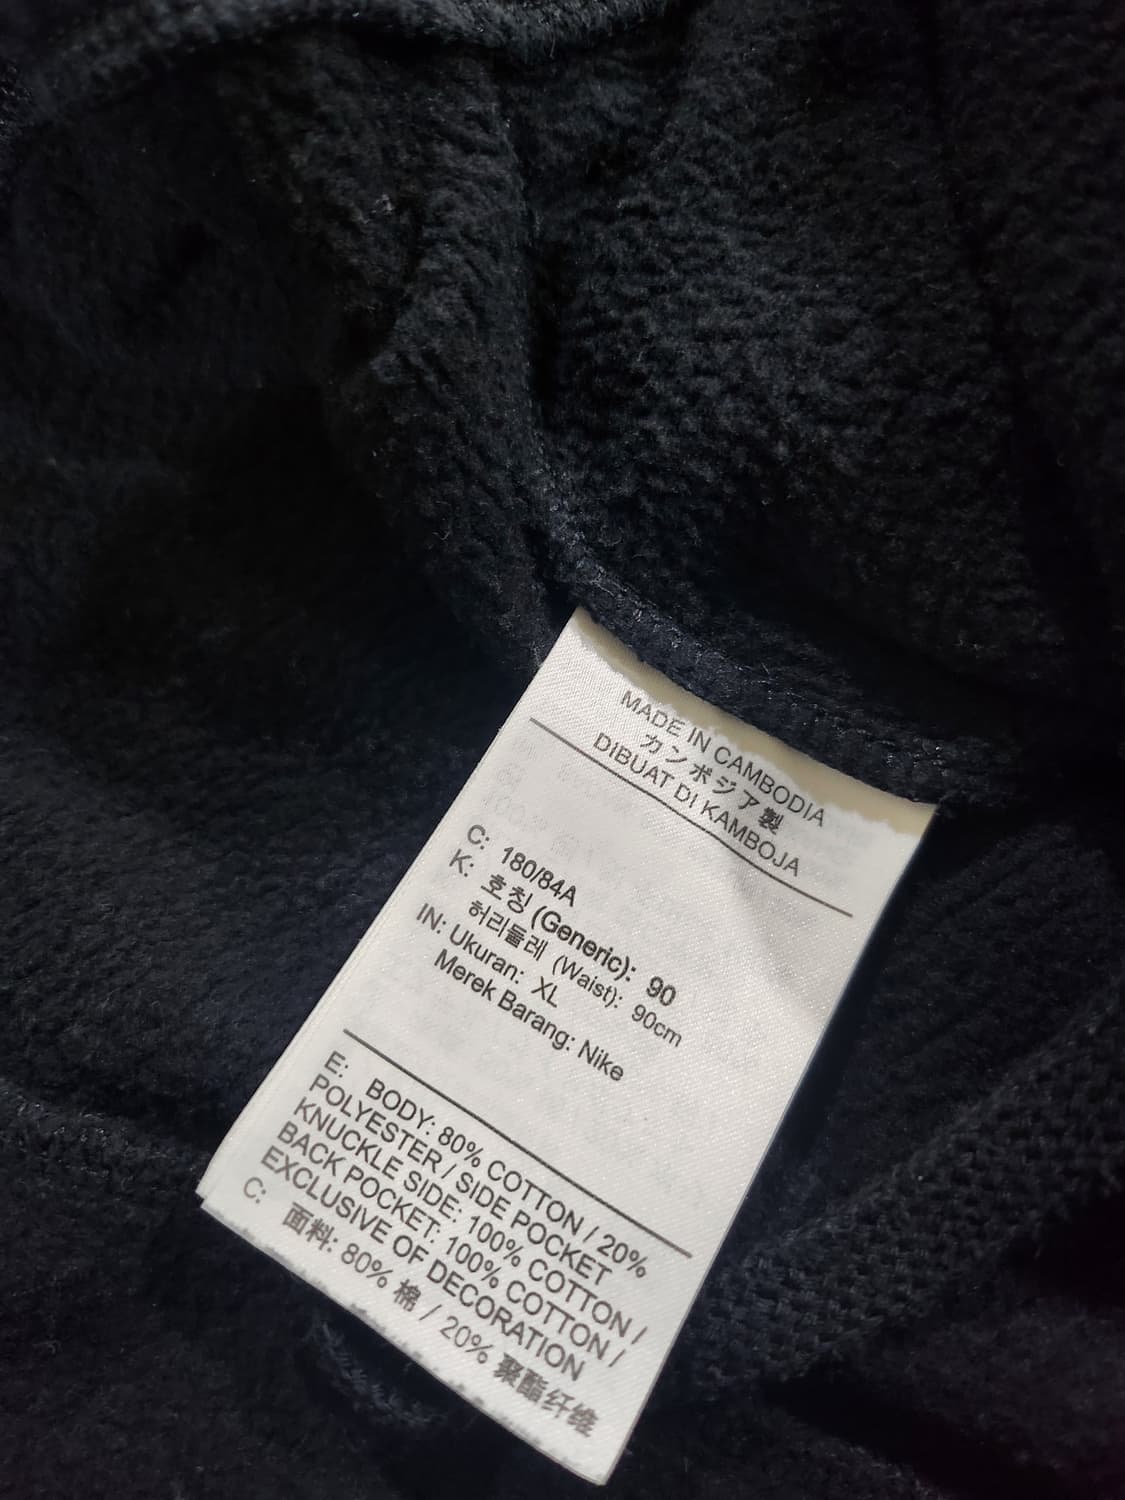 MADE IN CAMBODIA
カンボジア製
DIBUAT DI KAMBOJA
C: 180/84A
K: 호칭 (Generic): 90
허리둘레 (Waist): 90cm
IN: Ukuran: XL
Merek Barang: Nike
E: BODY: 80% COTTON / 20%
POLYESTER / SIDE POCKET
KNUCKLE SIDE: 100% COTTON /
BACK POCKET: 100% COTTON /
EXCLUSIVE OF DECORATION
C: 面料: 80% 棉 / 20% 聚酯纤维